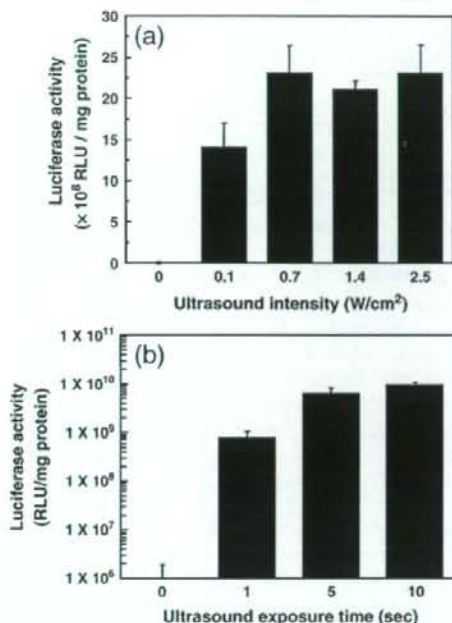 (a)
Luciferase activity
(× 10⁸ RLU / mg protein)
30
25
20
15
10
5
0
0 0.1 0.7 1.4 2.5
Ultrasound intensity (W/cm²)
(b)
Luciferase activity
(RLU/mg protein)
1 X 10¹¹
1 X 10¹⁰
1 X 10⁹
1 X 10⁸
1 X 10⁷
1 X 10⁶
0 1 5 10
Ultrasound exposure time (sec)